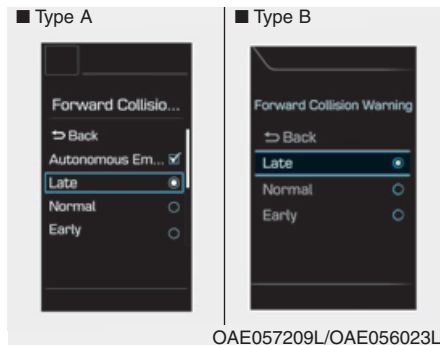 ■ Type A
Forward Collisio...
Back
Autonomous Em...
Late
Normal
Early
■ Type B
Forward Collision Warning
Back
Late
Normal
Early
OAE057209L/OAE056023L